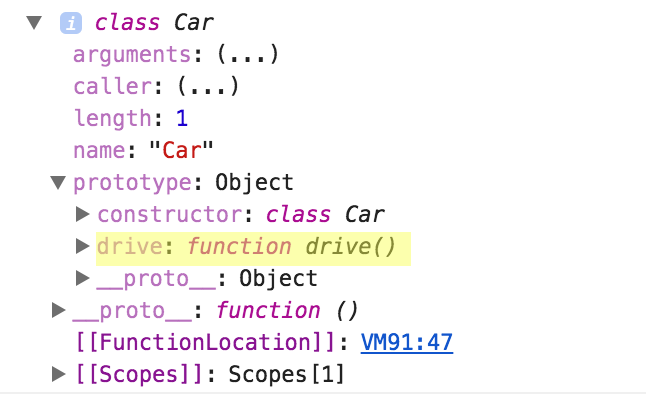 i class Car
arguments: (...)
caller: (...)
length: 1
name: "Car"
prototype: Object
constructor: class Car
drive: function drive()
__proto__: Object
__proto__: function ()
[[FunctionLocation]]: VM91:47
[[Scopes]]: Scopes[1]